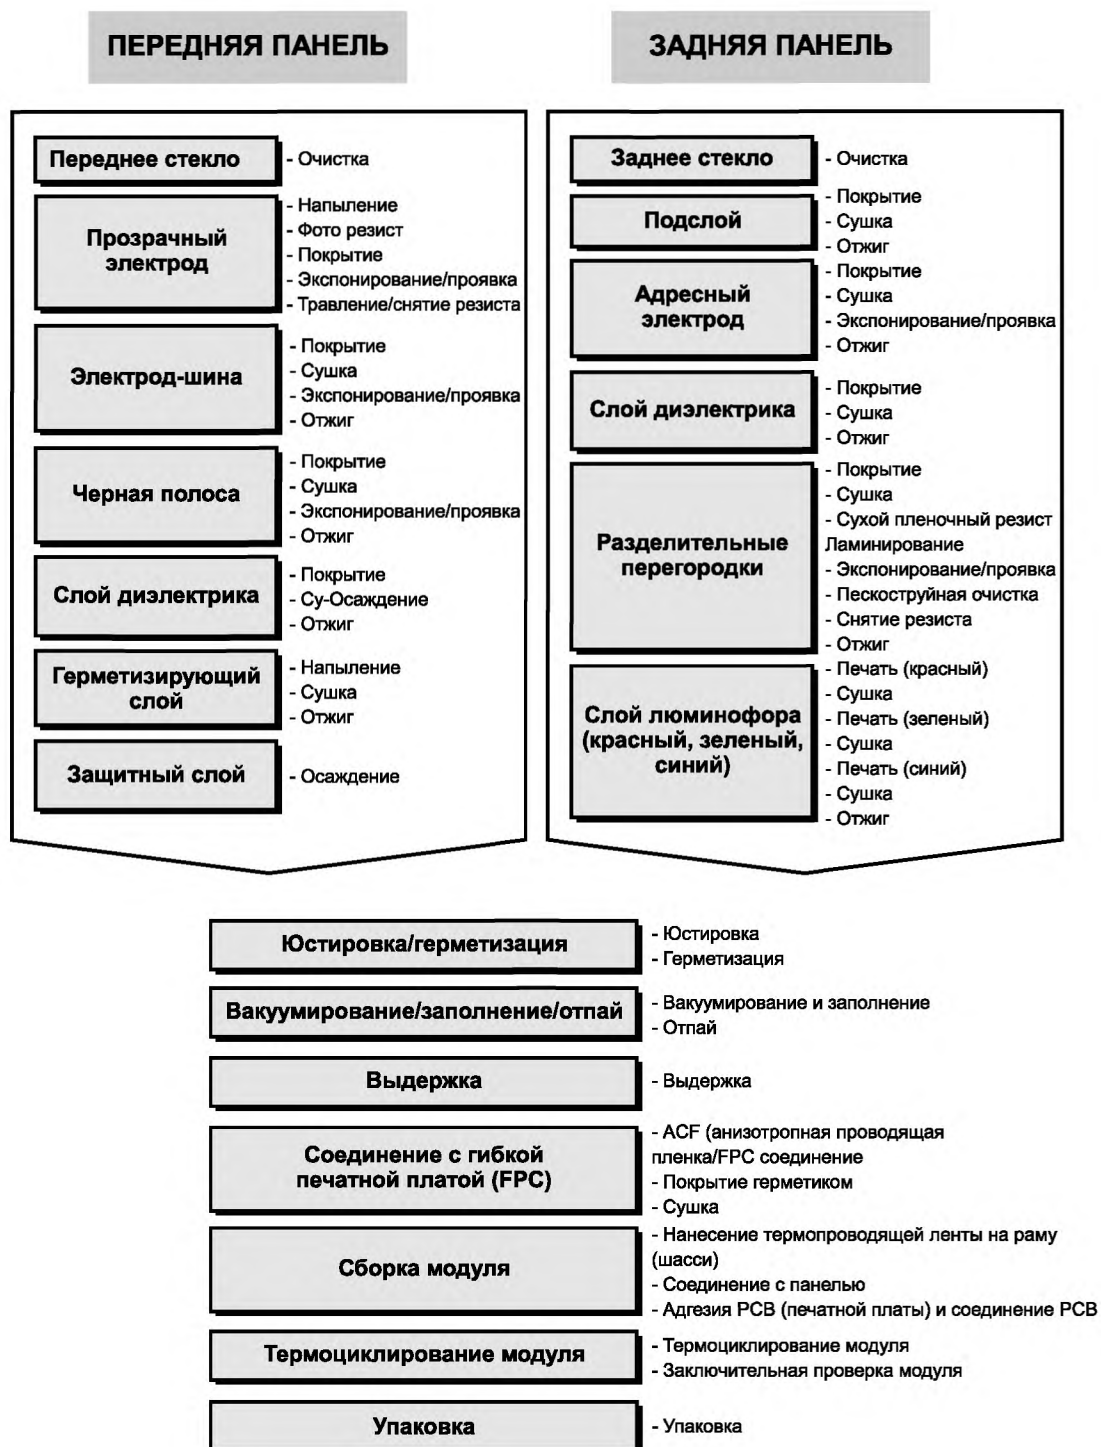 ПЕРЕДНЯЯ ПАНЕЛЬ
Переднее стекло
- Очистка
Прозрачный
электрод
- Напыление
- Фото резист
- Покрытие
- Экспонирование/проявка
- Травление/снятие резиста
Электрод-шина
- Покрытие
- Сушка
- Экспонирование/проявка
- Отжиг
Черная полоса
- Покрытие
- Сушка
- Экспонирование/проявка
- Отжиг
Слой диэлектрика
- Покрытие
- Су-Осаждение
- Отжиг
Герметизирующий
слой
- Напыление
- Сушка
- Отжиг
Защитный слой
- Осаждение
ЗАДНЯЯ ПАНЕЛЬ
Заднее стекло
- Очистка
Подслой
- Покрытие
- Сушка
- Отжиг
Адресный
электрод
- Покрытие
- Сушка
- Экспонирование/проявка
- Отжиг
Слой диэлектрика
- Покрытие
- Сушка
- Отжиг
Разделительные
перегородки
- Покрытие
- Сушка
- Сухой пленочный резист
Ламинирование
- Экспонирование/проявка
- Пескоструйная очистка
- Снятие резиста
- Отжиг
Слой люминофора
(красный, зеленый,
синий)
- Печать (красный)
- Сушка
- Печать (зеленый)
- Сушка
- Печать (синий)
- Сушка
- Отжиг
Юстировка/герметизация
- Юстировка
- Герметизация
Вакуумирование/заполнение/отпай
- Вакуумирование и заполнение
- Отпай
Выдержка
- Выдержка
Соединение с гибкой
печатной платой (FPC)
- ACF (анизотропная проводящая
пленка/FPC соединение
- Покрытие герметиком
- Сушка
Сборка модуля
- Нанесение термопроводящей ленты на раму
(шасси)
- Соединение с панелью
- Адгезия PCB (печатной платы) и соединение PCB
Термоциклирование модуля
- Термоциклирование модуля
- Заключительная проверка модуля
Упаковка
- Упаковка